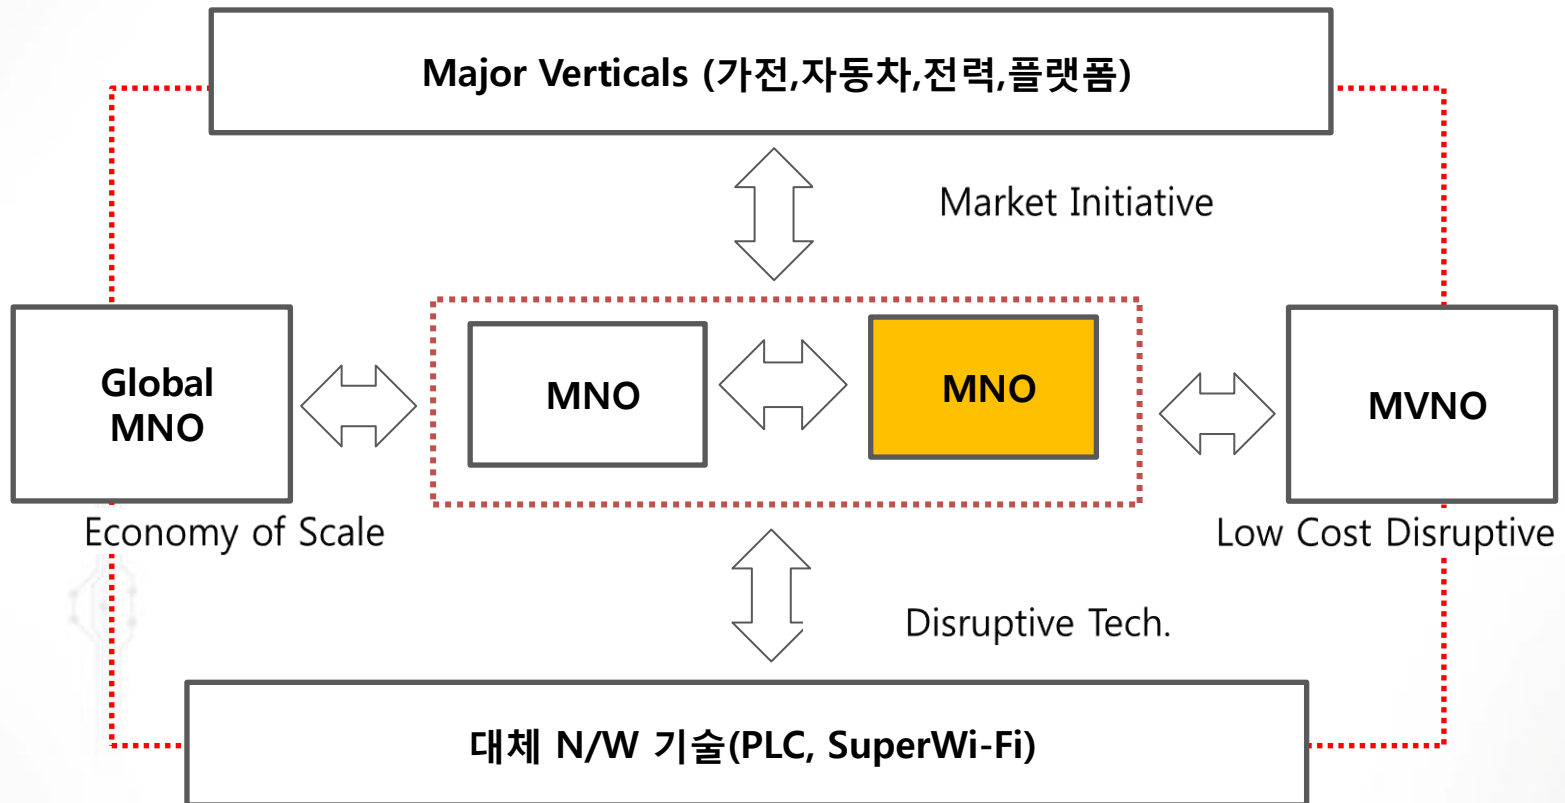 Major Verticals (가전,자동차,전력,플랫폼)
Market Initiative
Global
MNO
MNO
MNO
MVNO
Economy of Scale
Low Cost Disruptive
Disruptive Tech.
대체 N/W 기술(PLC, SuperWi-Fi)